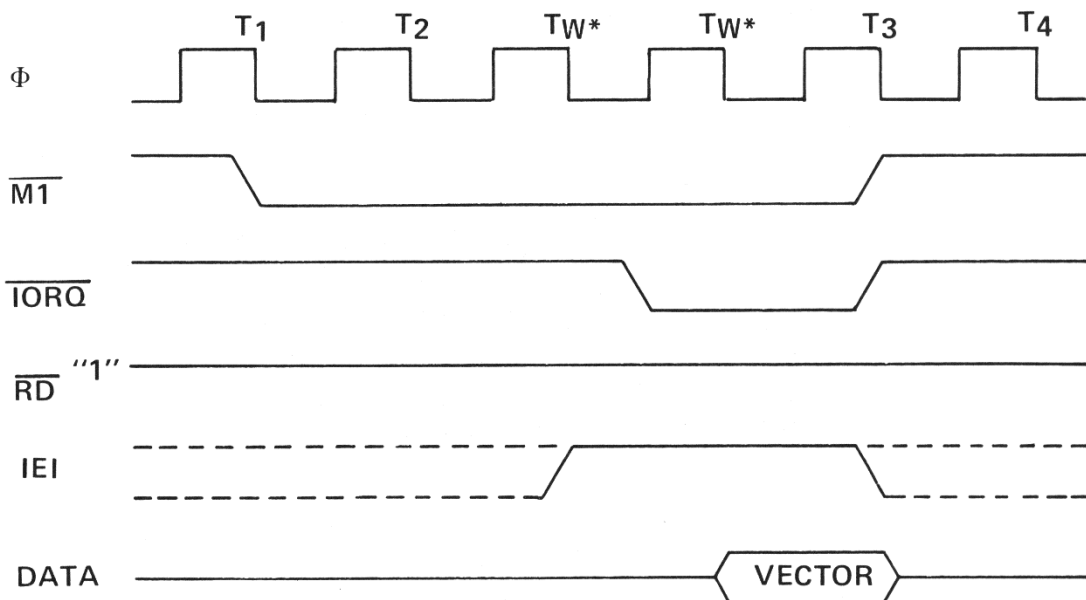 T1 T2 TW* TW* T3 T4
Φ
M1
IORQ
RD "1"
IEI
DATA VECTOR